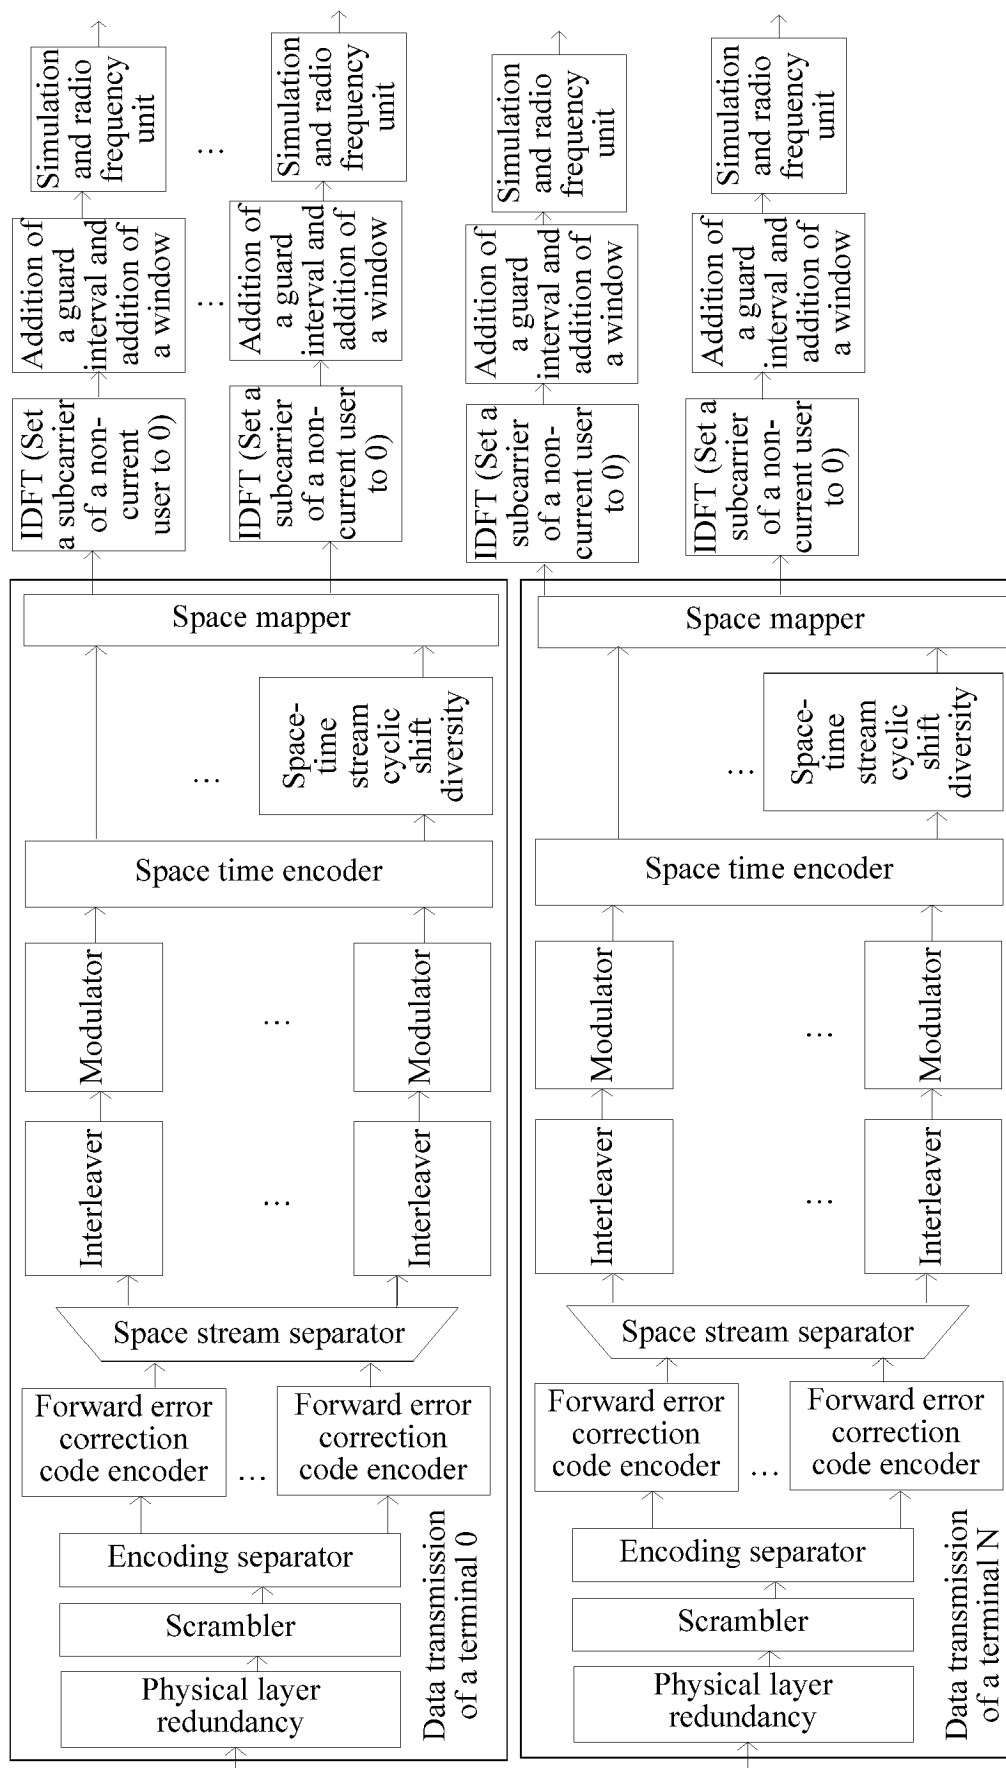 Simulation
and radio
frequency
unit
...
Simulation
and radio
frequency
unit
Simulation
and radio
frequency
unit
Simulation
and radio
frequency
unit
Addition of
a guard
interval and
addition of
a window
...
Addition of
a guard
interval and
addition of
a window
Addition of
a guard
interval and
addition of
a window
Addition of
a guard
interval and
addition of
a window
IDFT (Set
a subcarrier
of a non-
current
user to 0)
IDFT (Set a
subcarrier
of a non-
current user
to 0)
IDFT (Set a
subcarrier
of a non-
current user
to 0)
IDFT (Set a
subcarrier
of a non-
current user
to 0)
Space mapper
Space mapper
...
Space-
time
stream
cyclic
shift
diversity
...
Space-
time
stream
cyclic
shift
diversity
Space time encoder
Space time encoder
Modulator
...
Modulator
Modulator
...
Modulator
Interleaver
...
Interleaver
Interleaver
...
Interleaver
Space stream separator
Space stream separator
Forward error
correction
code encoder
...
Forward error
correction
code encoder
Forward error
correction
code encoder
...
Forward error
correction
code encoder
Encoding separator
Encoding separator
Scrambler
Scrambler
Physical layer
redundancy
Physical layer
redundancy
Data transmission
of a terminal 0
Data transmission
of a terminal N